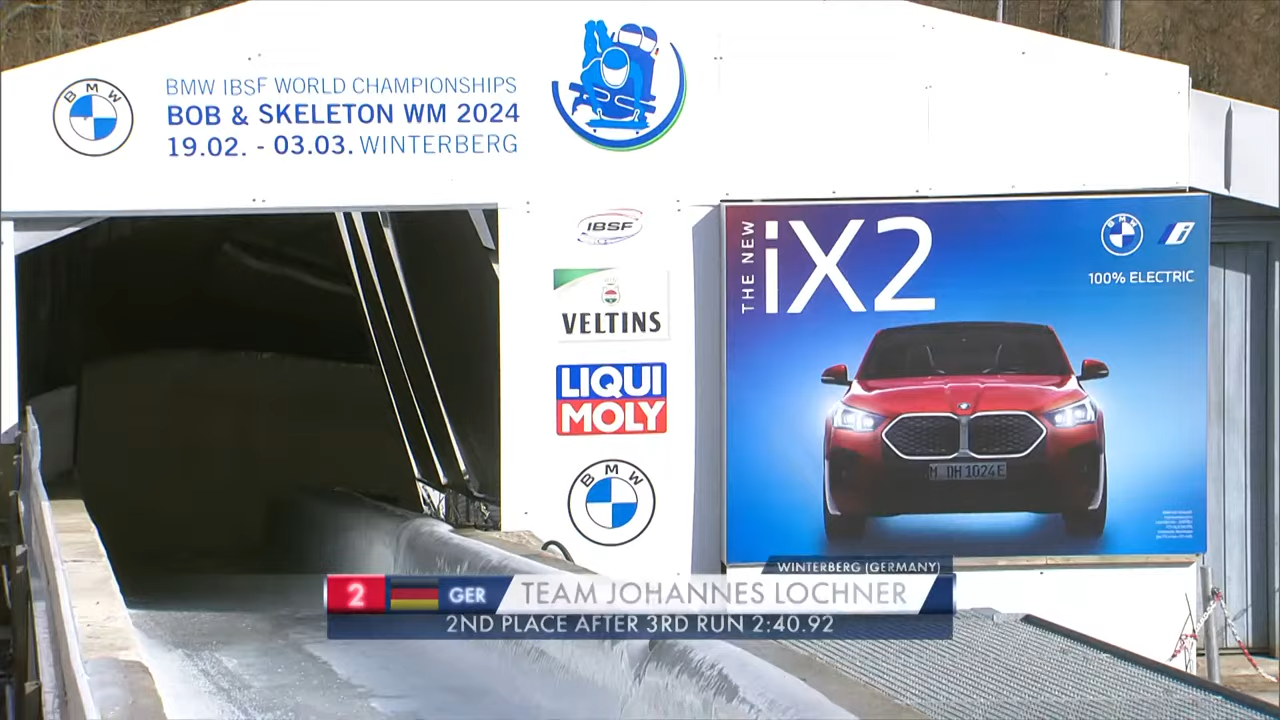 BMW
BMW IBSF WORLD CHAMPIONSHIPS
BOB & SKELETON WM 2024
19.02. - 03.03. WINTERBERG
IBSF
VELTINS
LIQUI
MOLY
BMW
THE NEW
iX2
BMW
i
100% ELECTRIC
M DH 1024E
WINTERBERG (GERMANY)
2
GER
TEAM JOHANNES LOCHNER
2ND PLACE AFTER 3RD RUN 2:40.92